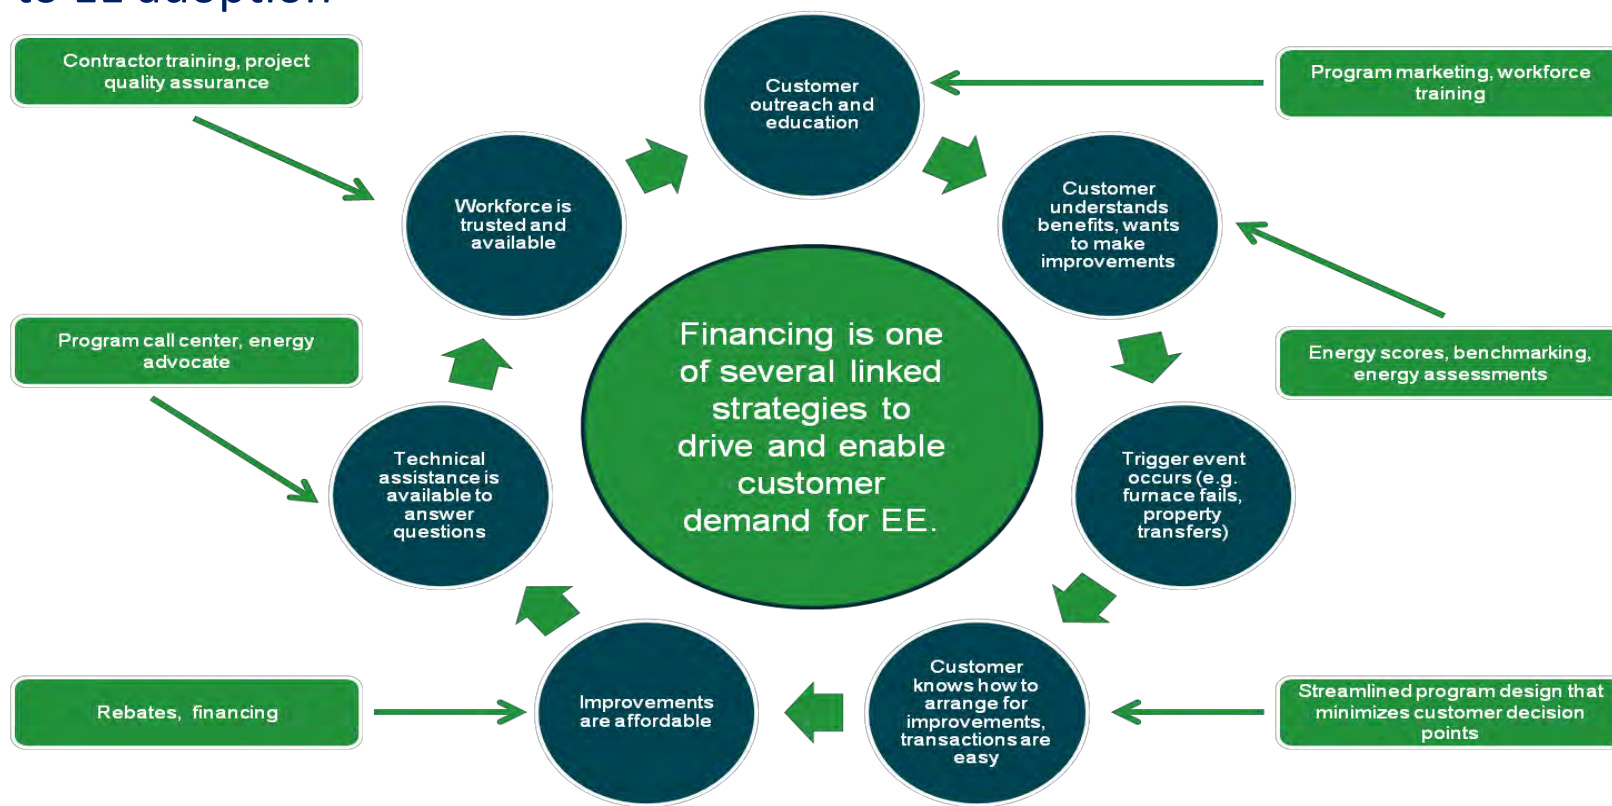 to EE adoption
Contractor training, project
quality assurance
Customer
outreach and
education
Program marketing, workforce
training
Workforce is
trusted and
available
Customer
understands
benefits, wants
to make
improvements
Program call center, energy
advocate
Financing is one
of several linked
strategies to
drive and enable
customer
demand for EE.
Energy scores, benchmarking,
energy assessments
Technical
assistance is
available to
answer
questions
Trigger event
occurs (e.g.
furnace fails,
property
transfers)
Rebates, financing
Improvements
are affordable
Customer
knows how to
arrange for
improvements,
transactions are
easy
Streamlined program design that
minimizes customer decision
points